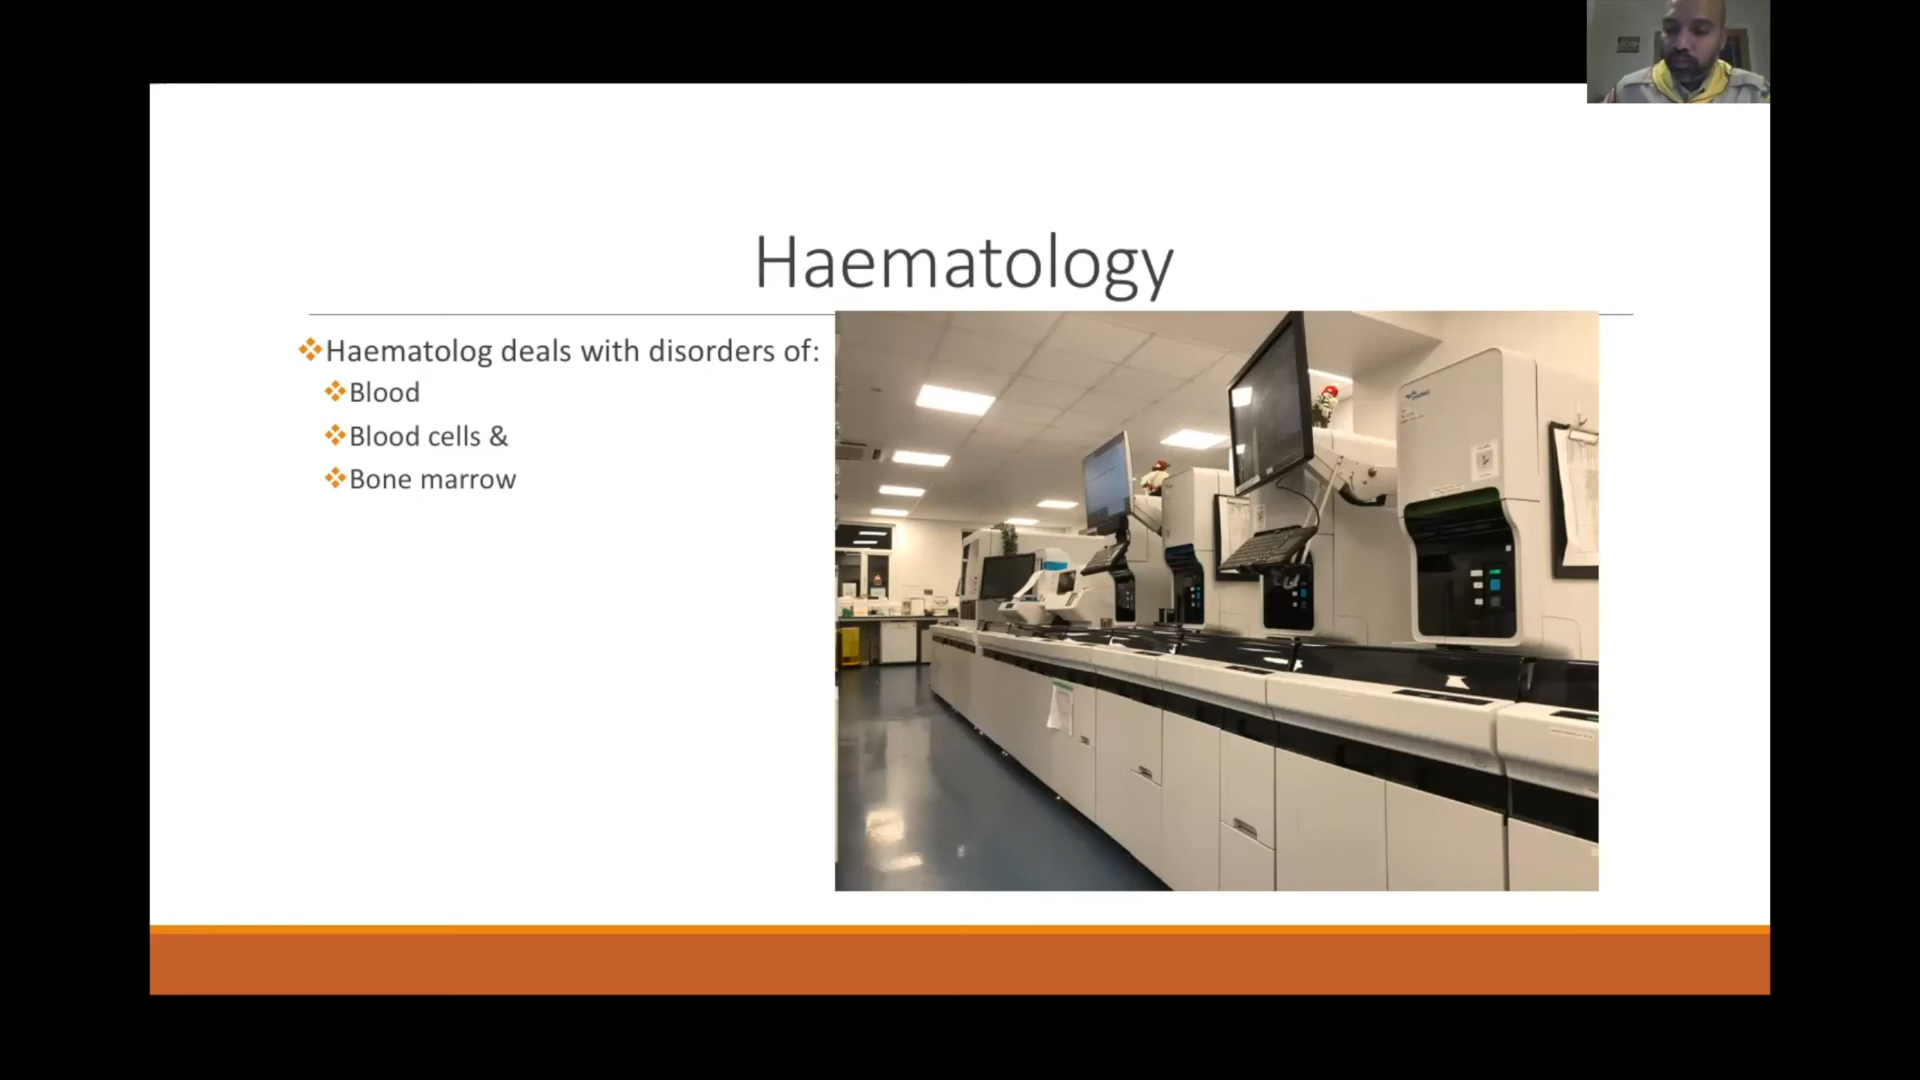 Haematology
Haematolog deals with disorders of:
Blood
Blood cells &
Bone marrow